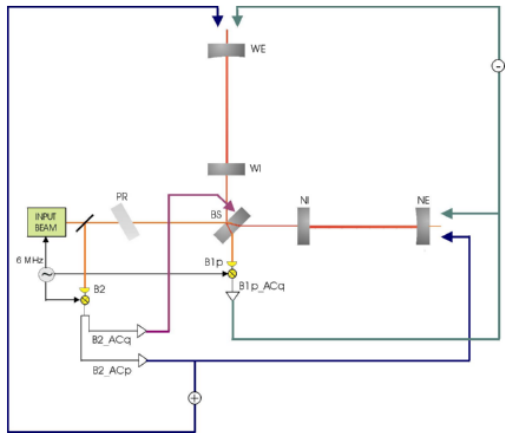 WE
-
WI
PR
BS
NI
NE
INPUT
BEAM
6 MHz
B2
B1p
B1p_ACq
B2_ACq
B2_ACp
+